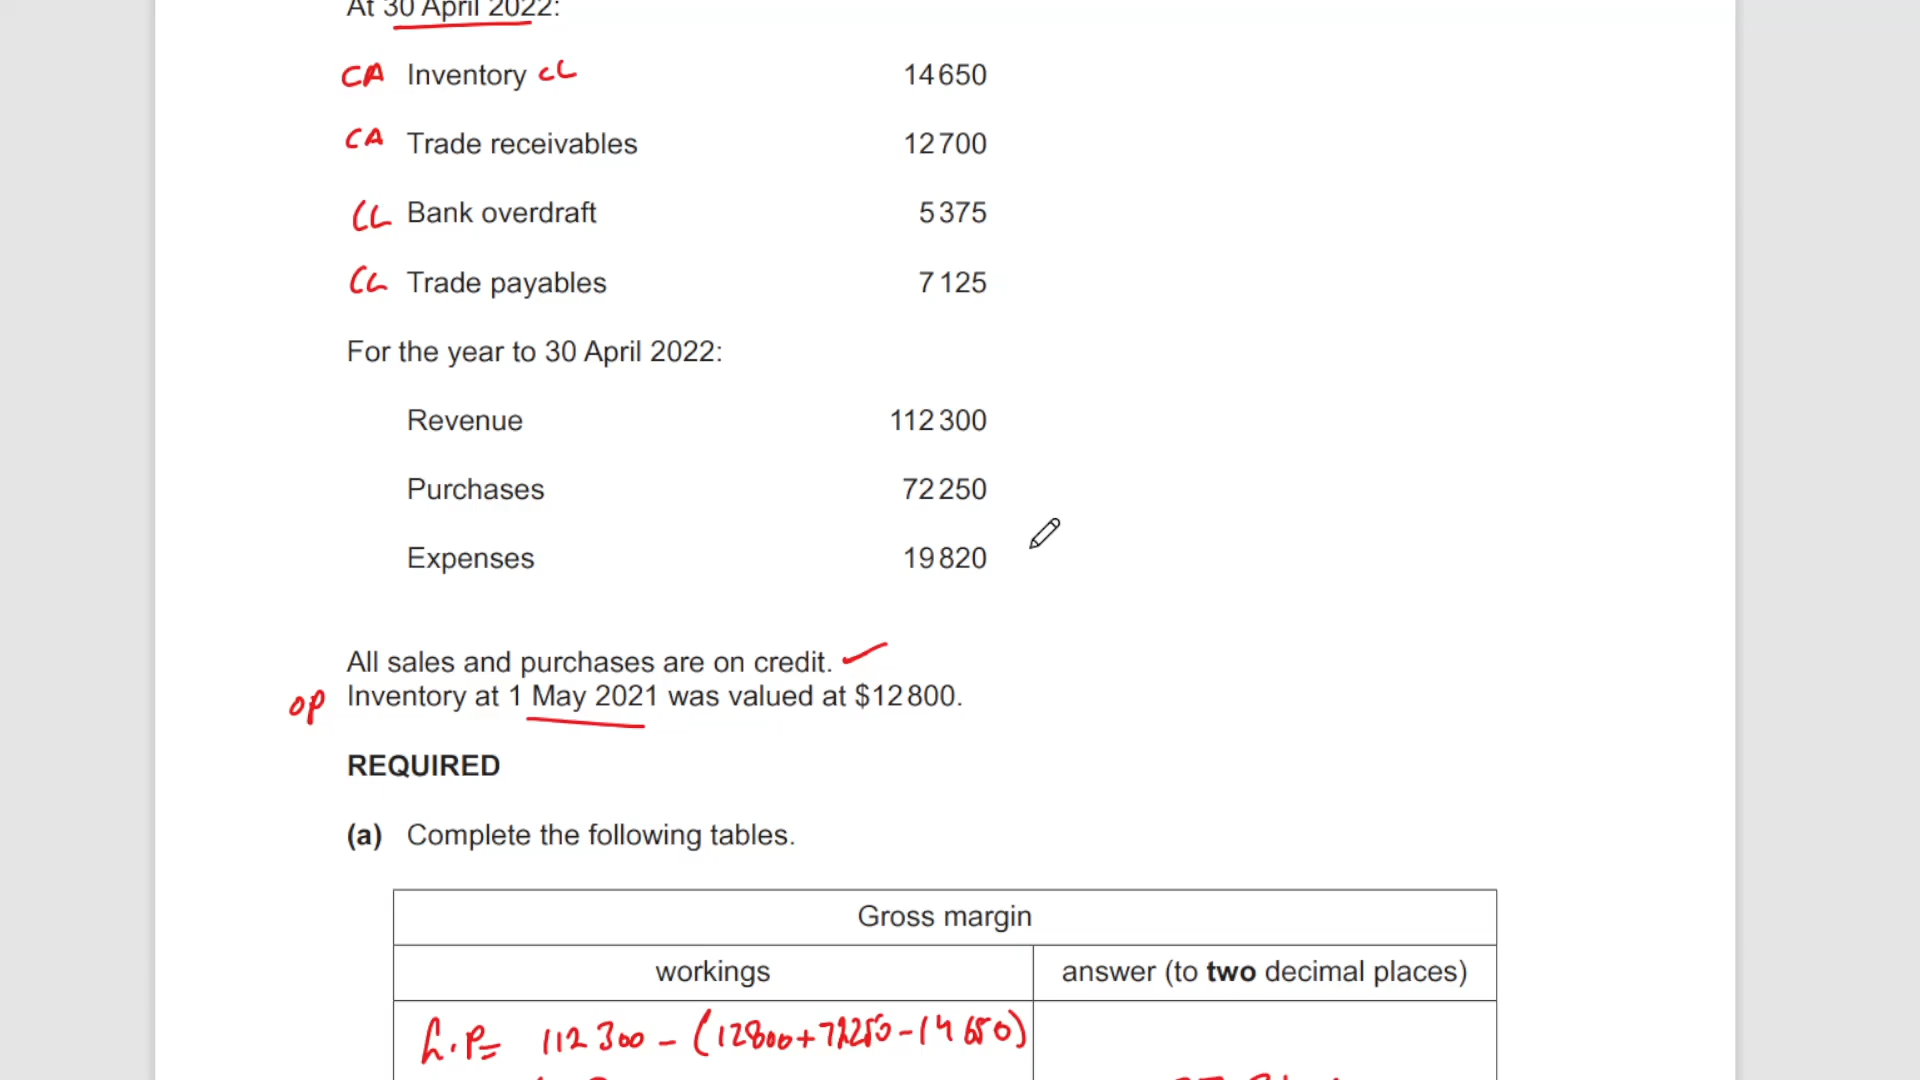 At 30 April 2022:
CA Inventory CL 14650
CA Trade receivables 12700
CL Bank overdraft 5375
CL Trade payables 7125
For the year to 30 April 2022:
Revenue 112300
Purchases 72250
Expenses 19820
All sales and purchases are on credit. ✓
OP Inventory at 1 May 2021 was valued at $12800.
REQUIRED
(a) Complete the following tables.
Gross margin
workings answer (to two decimal places)
G.P= 112300 - (12800+72250-14650)